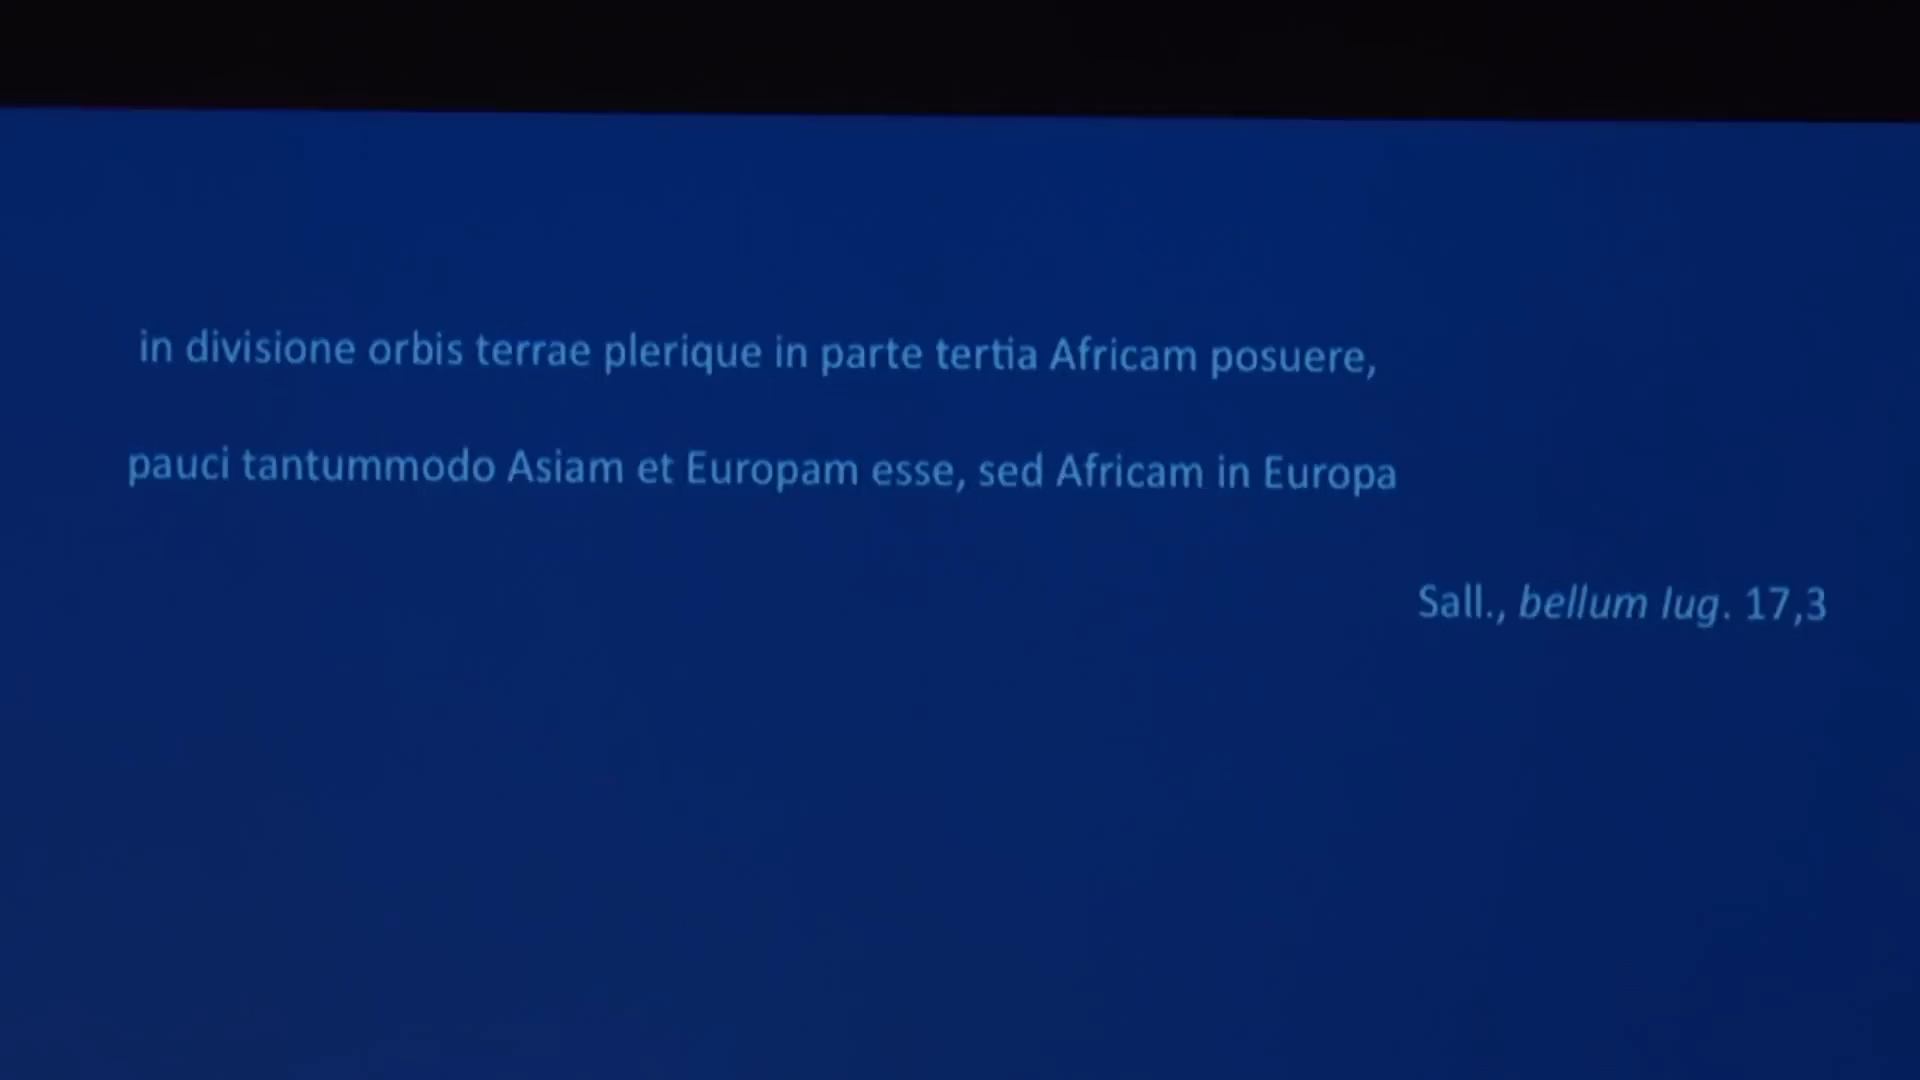 in divisione orbis terrae plerique in parte tertia Africam posuere,
pauci tantummodo Asiam et Europam esse, sed Africam in Europa
Sall., bellum Iug. 17,3